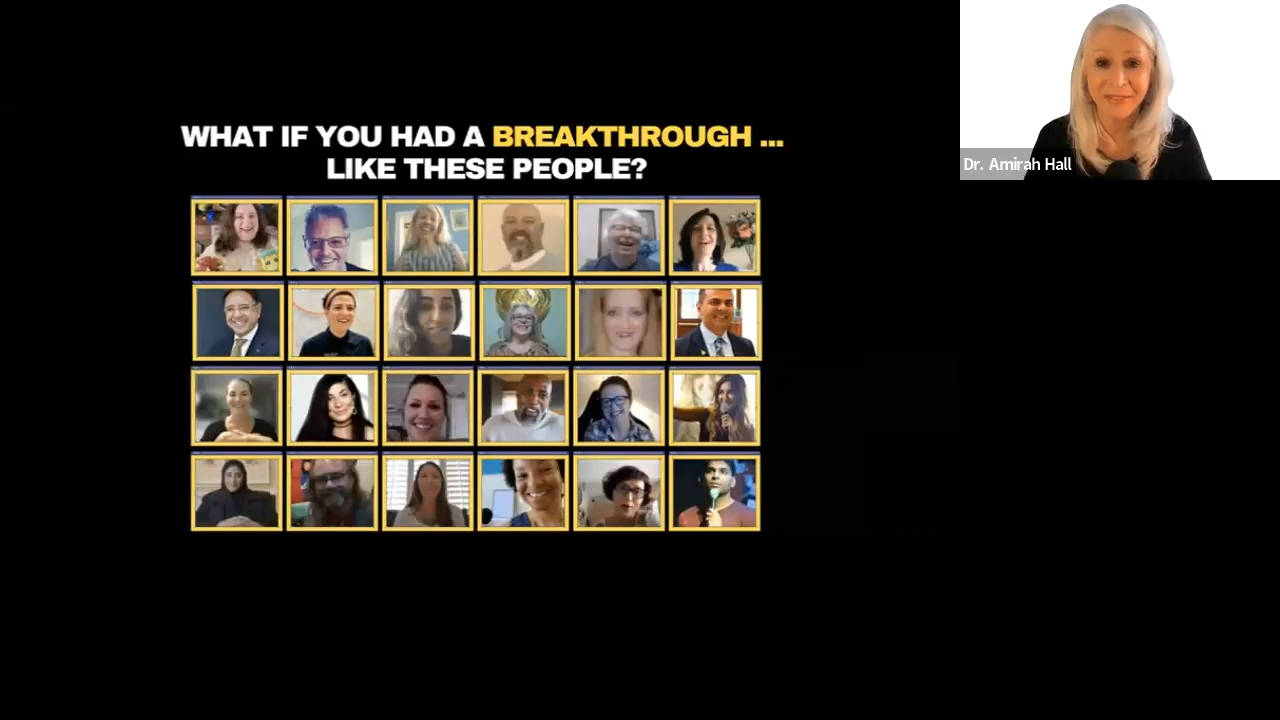 WHAT IF YOU HAD A BREAKTHROUGH ...
LIKE THESE PEOPLE?
Dr. Amirah Hall